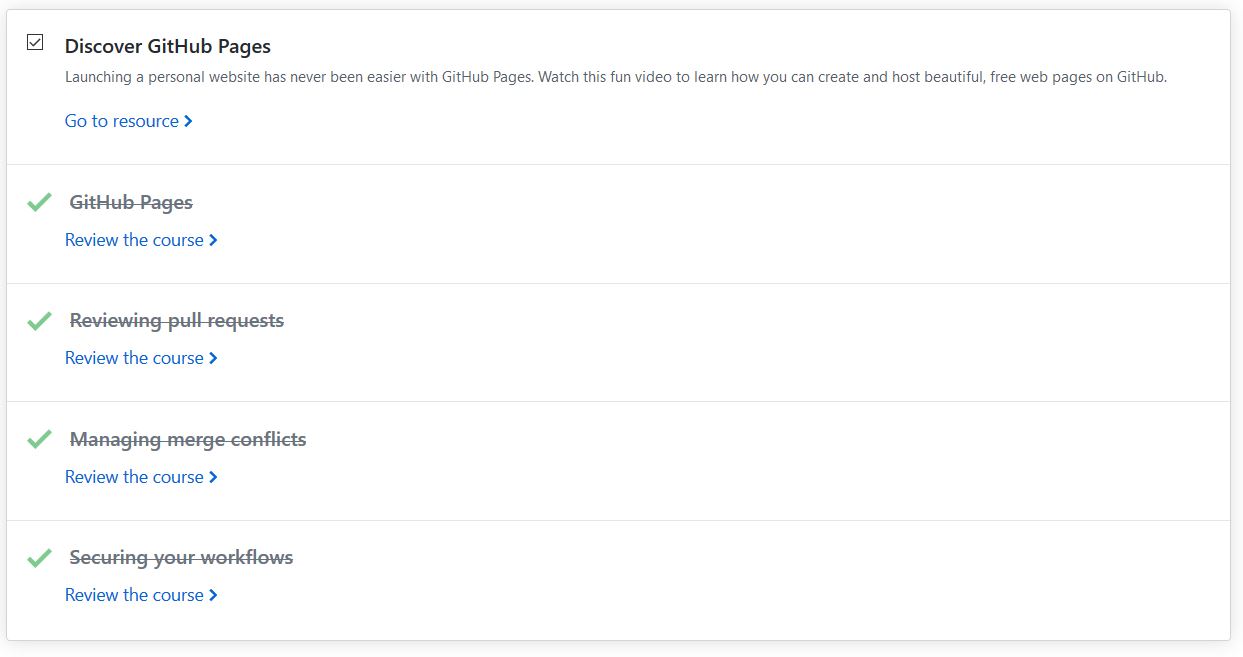 Discover GitHub Pages
Launching a personal website has never been easier with GitHub Pages. Watch this fun video to learn how you can create and host beautiful, free web pages on GitHub.
Go to resource
GitHub Pages
Review the course
Reviewing pull requests
Review the course
Managing merge conflicts
Review the course
Securing your workflows
Review the course